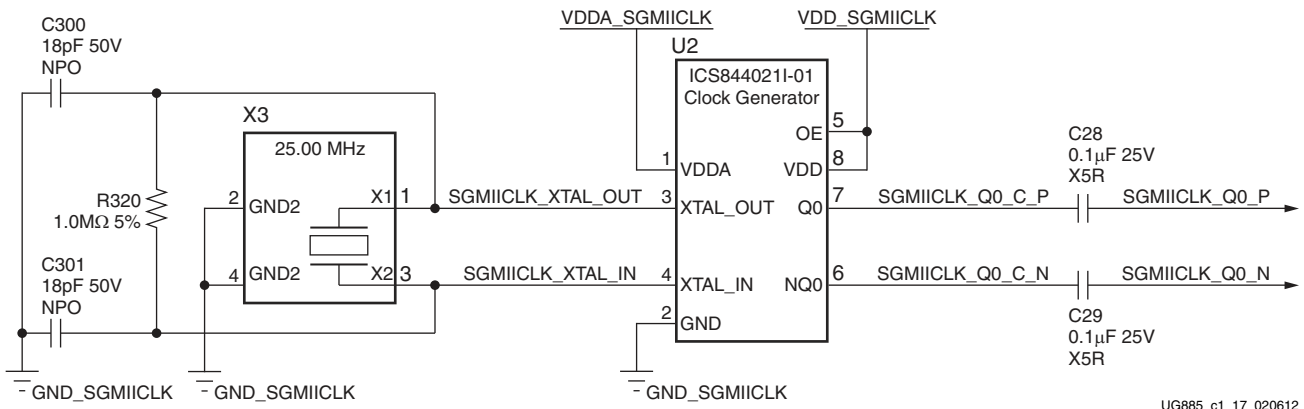 C300
18pF 50V
NPO
X3
25.00 MHz
R320
1.0MΩ 5%
2
GND2
X1
1
4
GND2
X2
3
C301
18pF 50V
NPO
GND_SGMIICLK
GND_SGMIICLK
SGMIICLK_XTAL_OUT
SGMIICLK_XTAL_IN
VDDA_SGMIICLK
VDD_SGMIICLK
U2
ICS844021I-01
Clock Generator
OE
5
1
VDDA
VDD
8
3
XTAL_OUT
Q0
7
4
XTAL_IN
NQ0
6
2
GND
GND_SGMIICLK
SGMIICLK_Q0_C_P
C28
0.1μF 25V
X5R
SGMIICLK_Q0_P
SGMIICLK_Q0_C_N
SGMIICLK_Q0_N
C29
0.1μF 25V
X5R
UG885_c1_17_020612